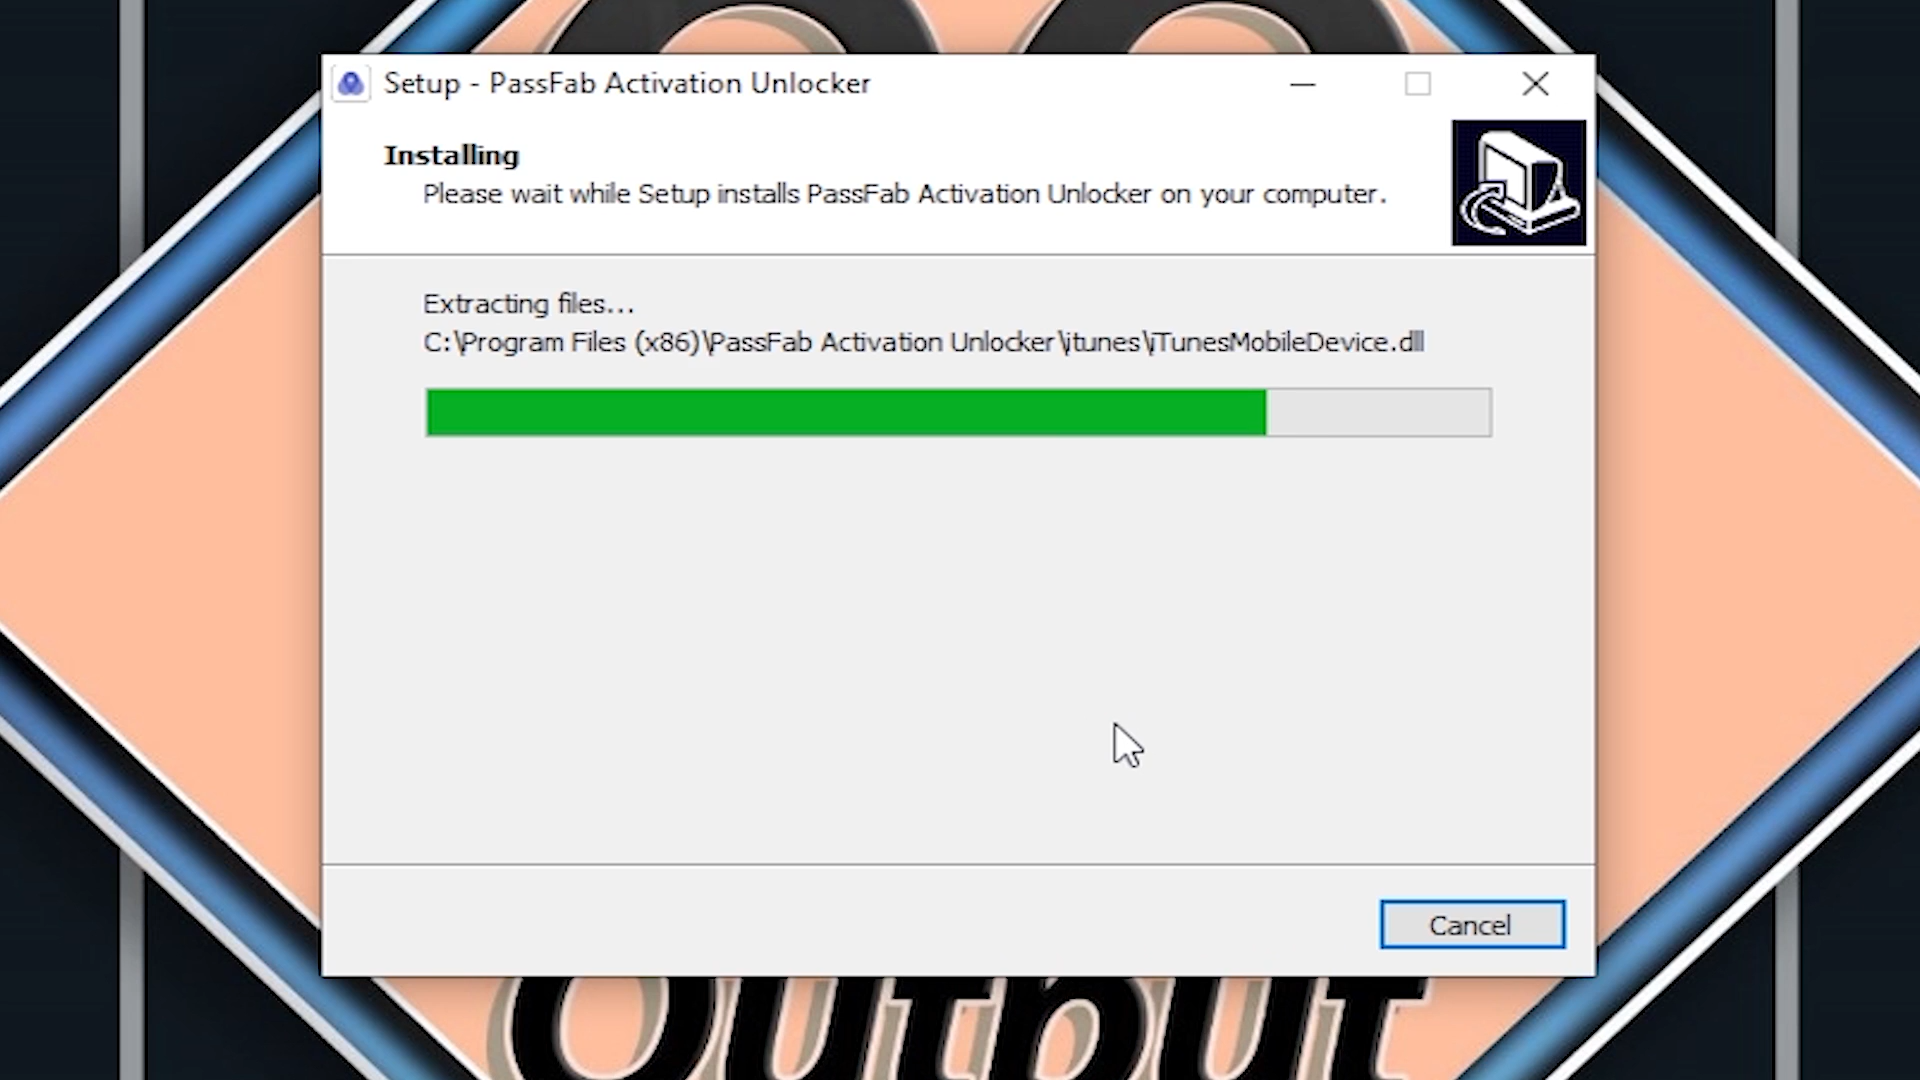 Setup - PassFab Activation Unlocker
Installing
Please wait while Setup installs PassFab Activation Unlocker on your computer.
Extracting files...
C:\Program Files (x86)\PassFab Activation Unlocker\itunes\iTunesMobileDevice.dll
Cancel
Output